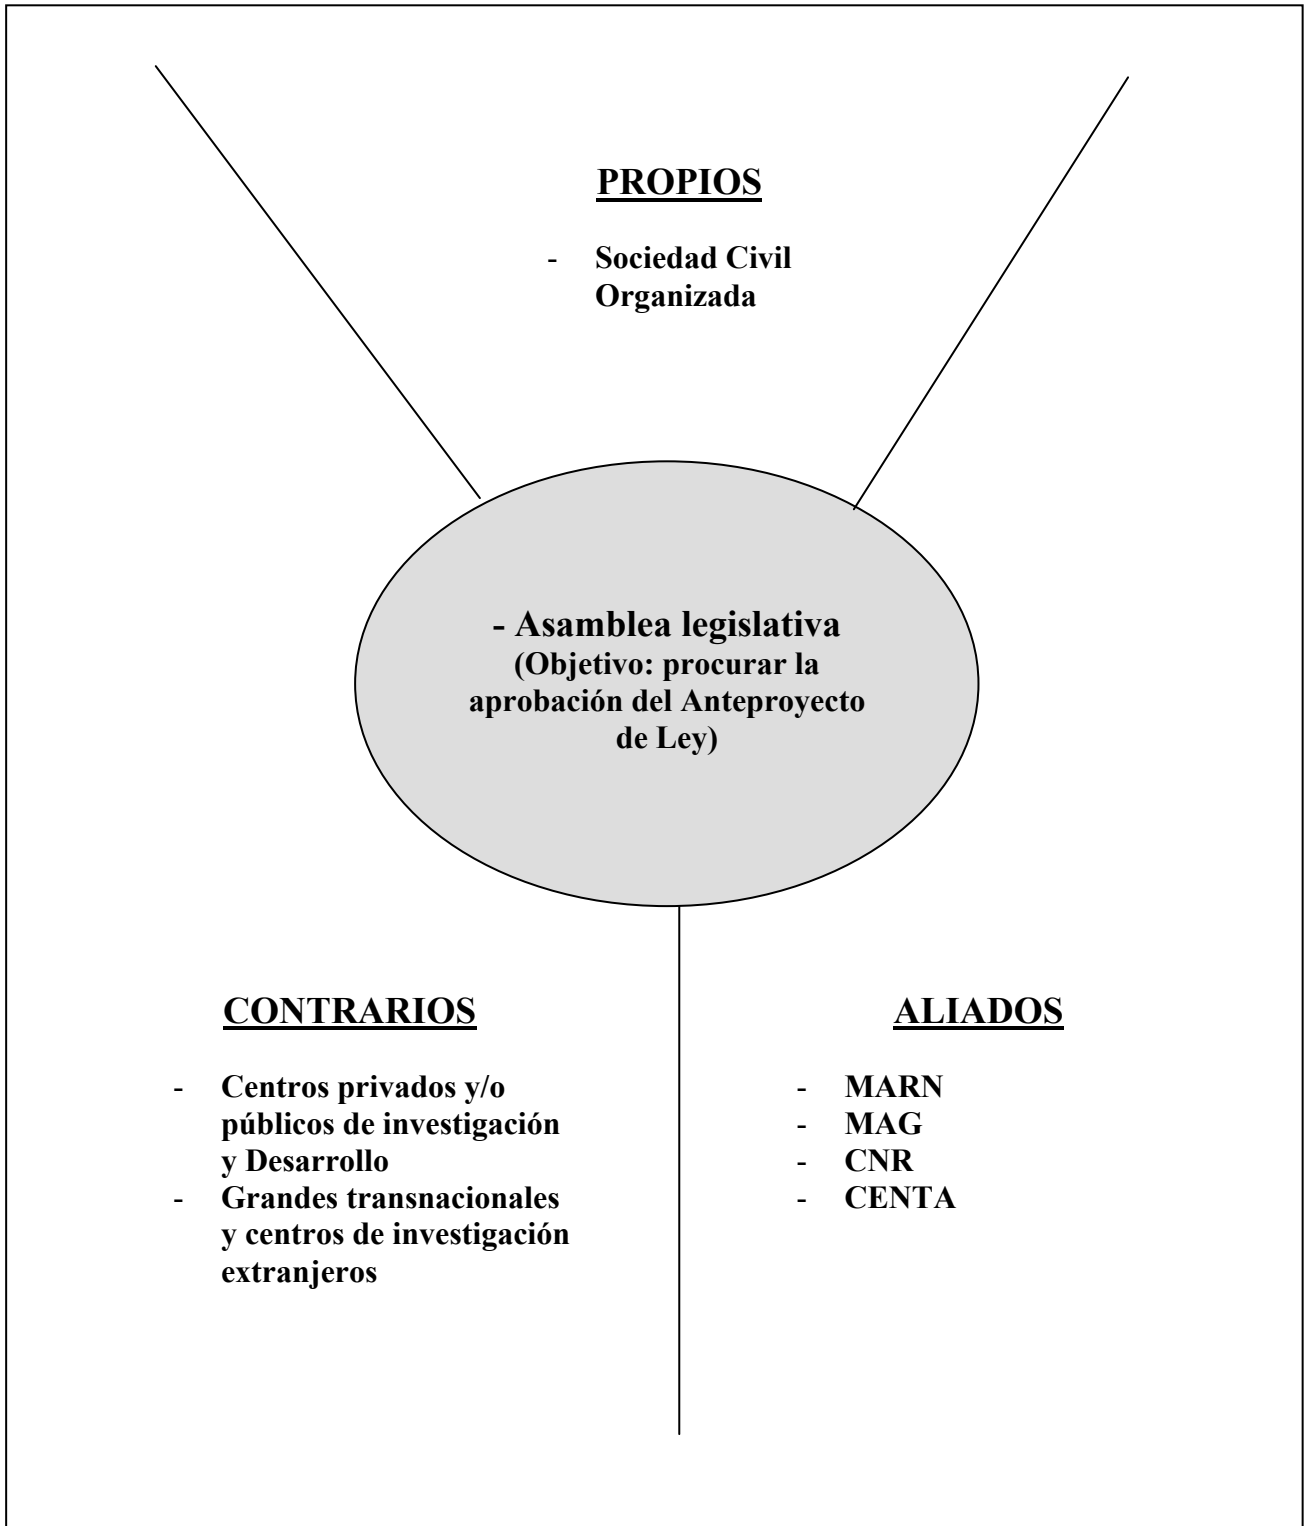 PROPIOS
- Sociedad Civil
Organizada
- Asamblea legislativa
(Objetivo: procurar la
aprobación del Anteproyecto
de Ley)
CONTRARIOS
- Centros privados y/o
públicos de investigación
y Desarrollo
- Grandes transnacionales
y centros de investigación
extranjeros
ALIADOS
- MARN
- MAG
- CNR
- CENTA